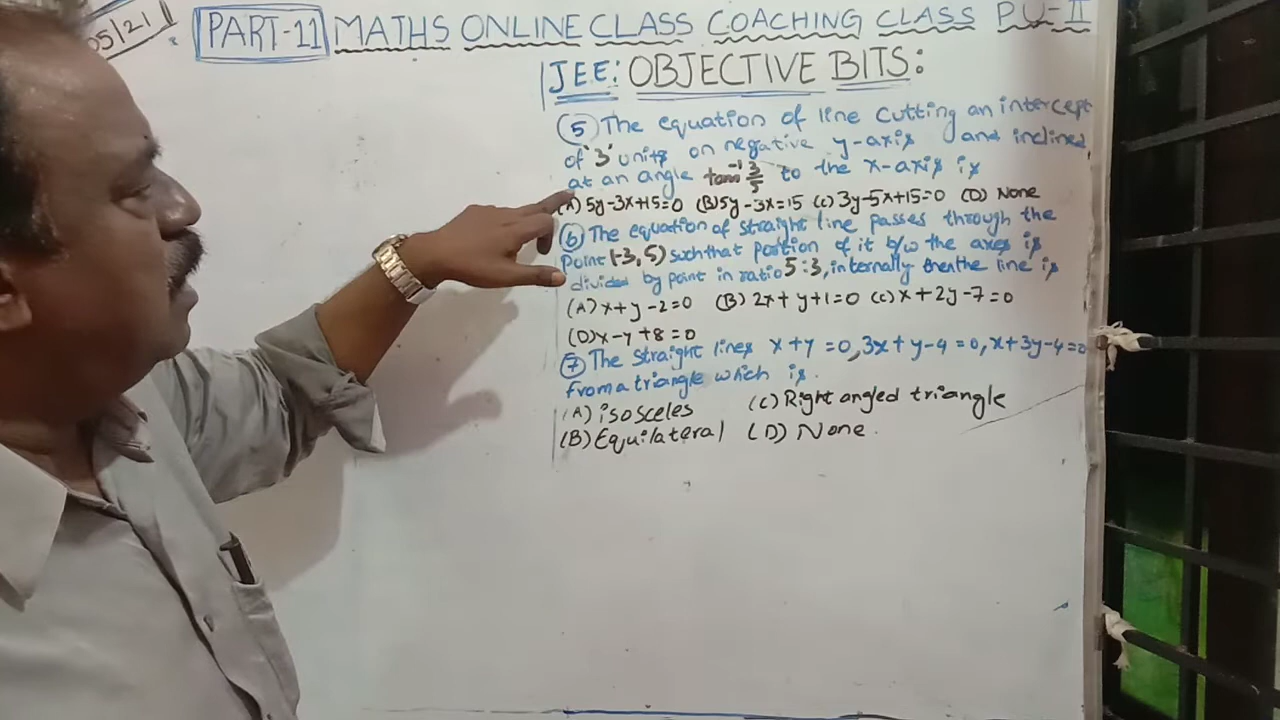 05/21
PART-11 MATHS ONLINE CLASS COACHING CLASS P U-II
JEE: OBJECTIVE BITS:
(5) The equation of line cutting an intercept
of '3' units on negative y-axis and inclined
at an angle tan⁻¹ 3/5 to the x-axis is
(A) 5y-3x+15=0 (B) 5y-3x=15 (C) 3y-5x+15=0 (D) None
(6) The equation of straight line passes through the
point (-3, 5) such that portion of it b/w the axes is
divided by point in ratio 5:3, internally then the line is
(A) x+y-2=0 (B) 2x+y+1=0 (C) x+2y-7=0
(D) x-y+8=0
(7) The straight lines x+y=0, 3x+y-4=0, x+3y-4=0
from a triangle which is.
(A) isosceles (C) Right angled triangle
(B) Equilateral (D) None.